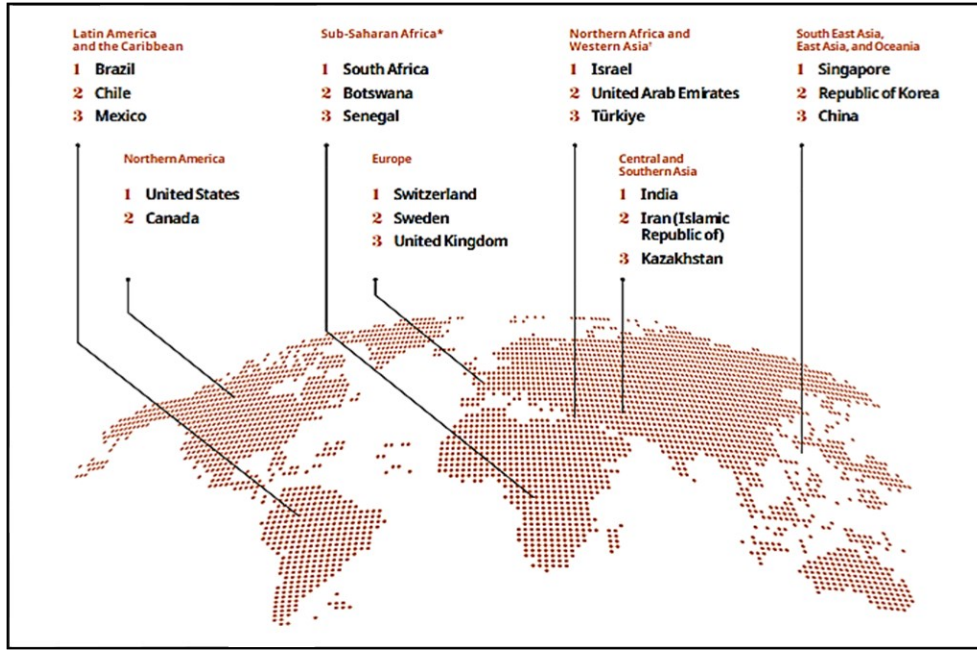 Latin America
and the Caribbean
1 Brazil
2 Chile
3 Mexico
Sub-Saharan Africa*
1 South Africa
2 Botswana
3 Senegal
Northern Africa and
Western Asia†
1 Israel
2 United Arab Emirates
3 Türkiye
South East Asia,
East Asia, and Oceania
1 Singapore
2 Republic of Korea
3 China
Northern America
1 United States
2 Canada
Europe
1 Switzerland
2 Sweden
3 United Kingdom
Central and
Southern Asia
1 India
2 Iran (Islamic
Republic of)
3 Kazakhstan